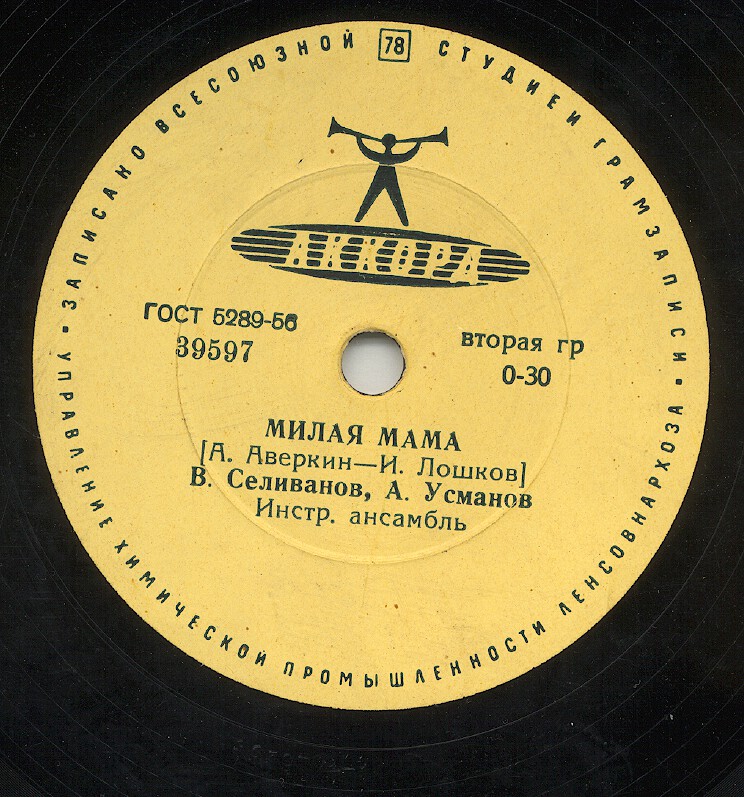 ЗАПИСАНО ВСЕСОЮЗНОЙ 78 СТУДИЕЙ ГРАМЗАПИСИ
АККОРД
ГОСТ 5289-56
39597
вторая гр
0-30
МИЛАЯ МАМА
[А. Аверкин—И. Лошков]
В. Селиванов, А. Усманов
Инстр. ансамбль
• УПРАВЛЕНИЕ ХИМИЧЕСКОЙ ПРОМЫШЛЕННОСТИ ЛЕНСОВНАРХОЗА •